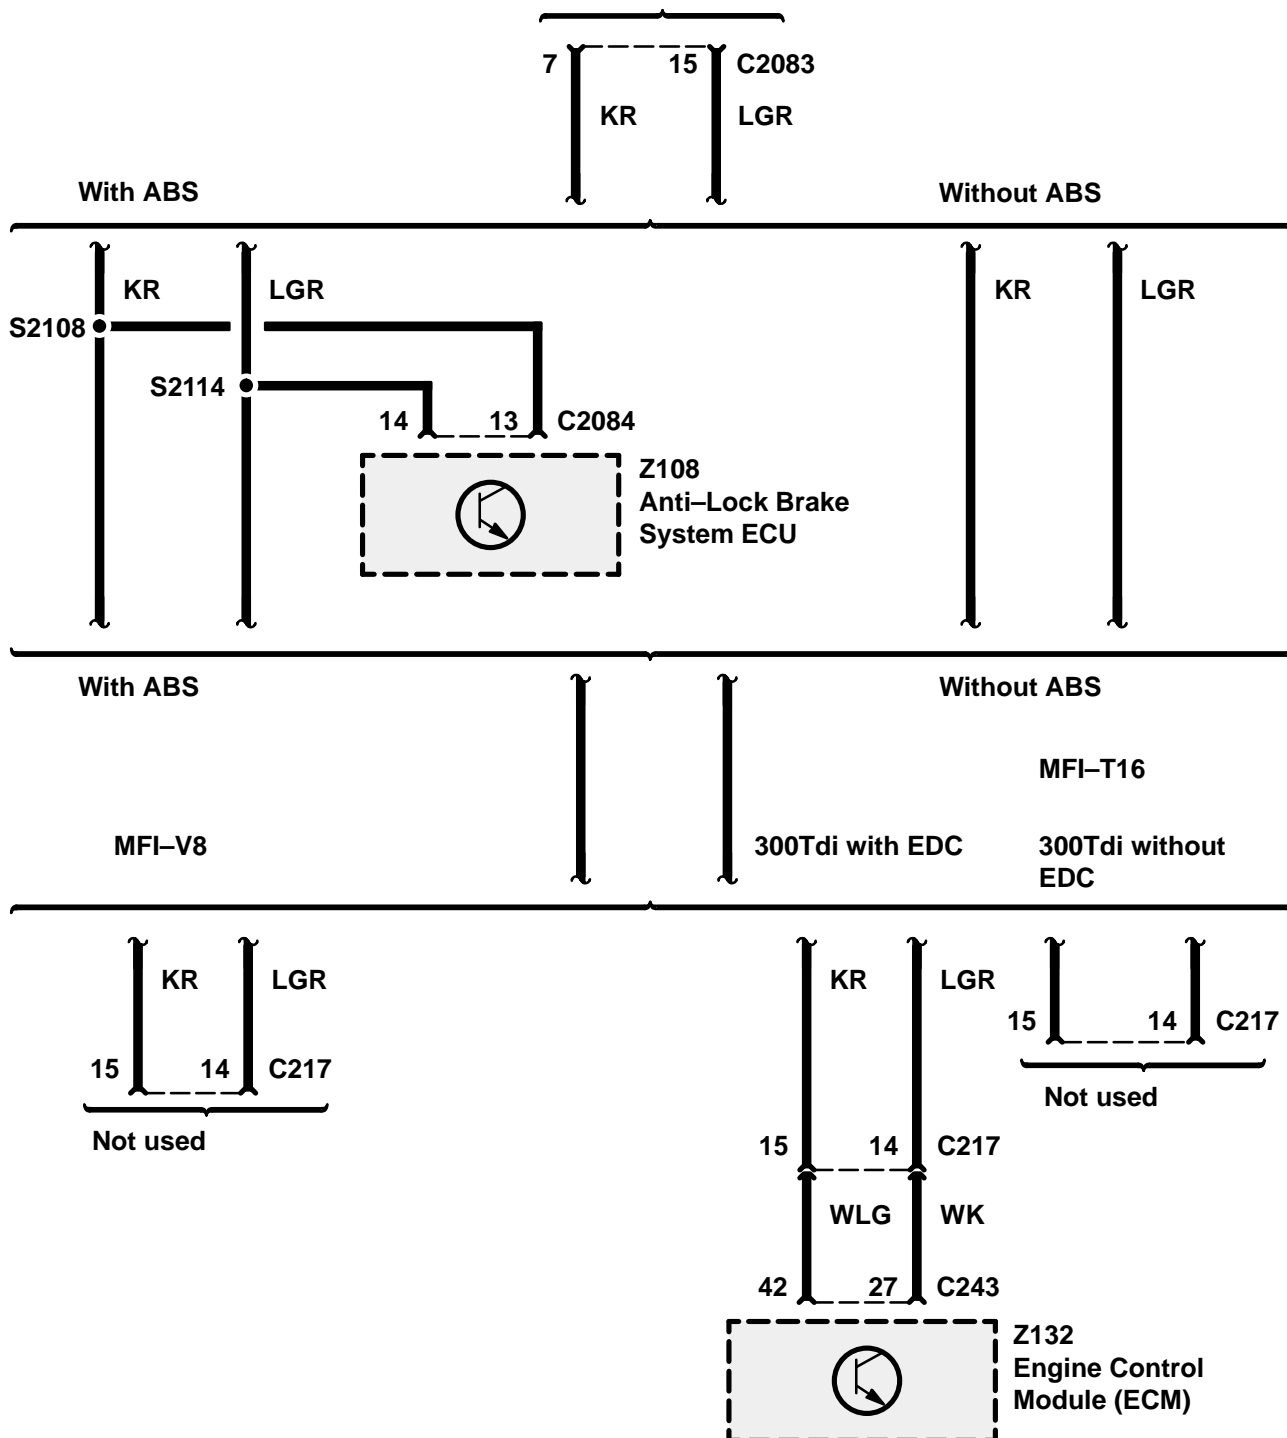 7 15 C2083
KR LGR
With ABS Without ABS
KR LGR KR LGR
S2108
S2114
14 13 C2084
Z108
Anti–Lock Brake
System ECU
With ABS Without ABS
MFI–T16
MFI–V8 300Tdi with EDC 300Tdi without
EDC
KR LGR KR LGR
15 14 C217
15 14 C217
Not used
Not used
15 14 C217
WLG WK
42 27 C243
Z132
Engine Control
Module (ECM)